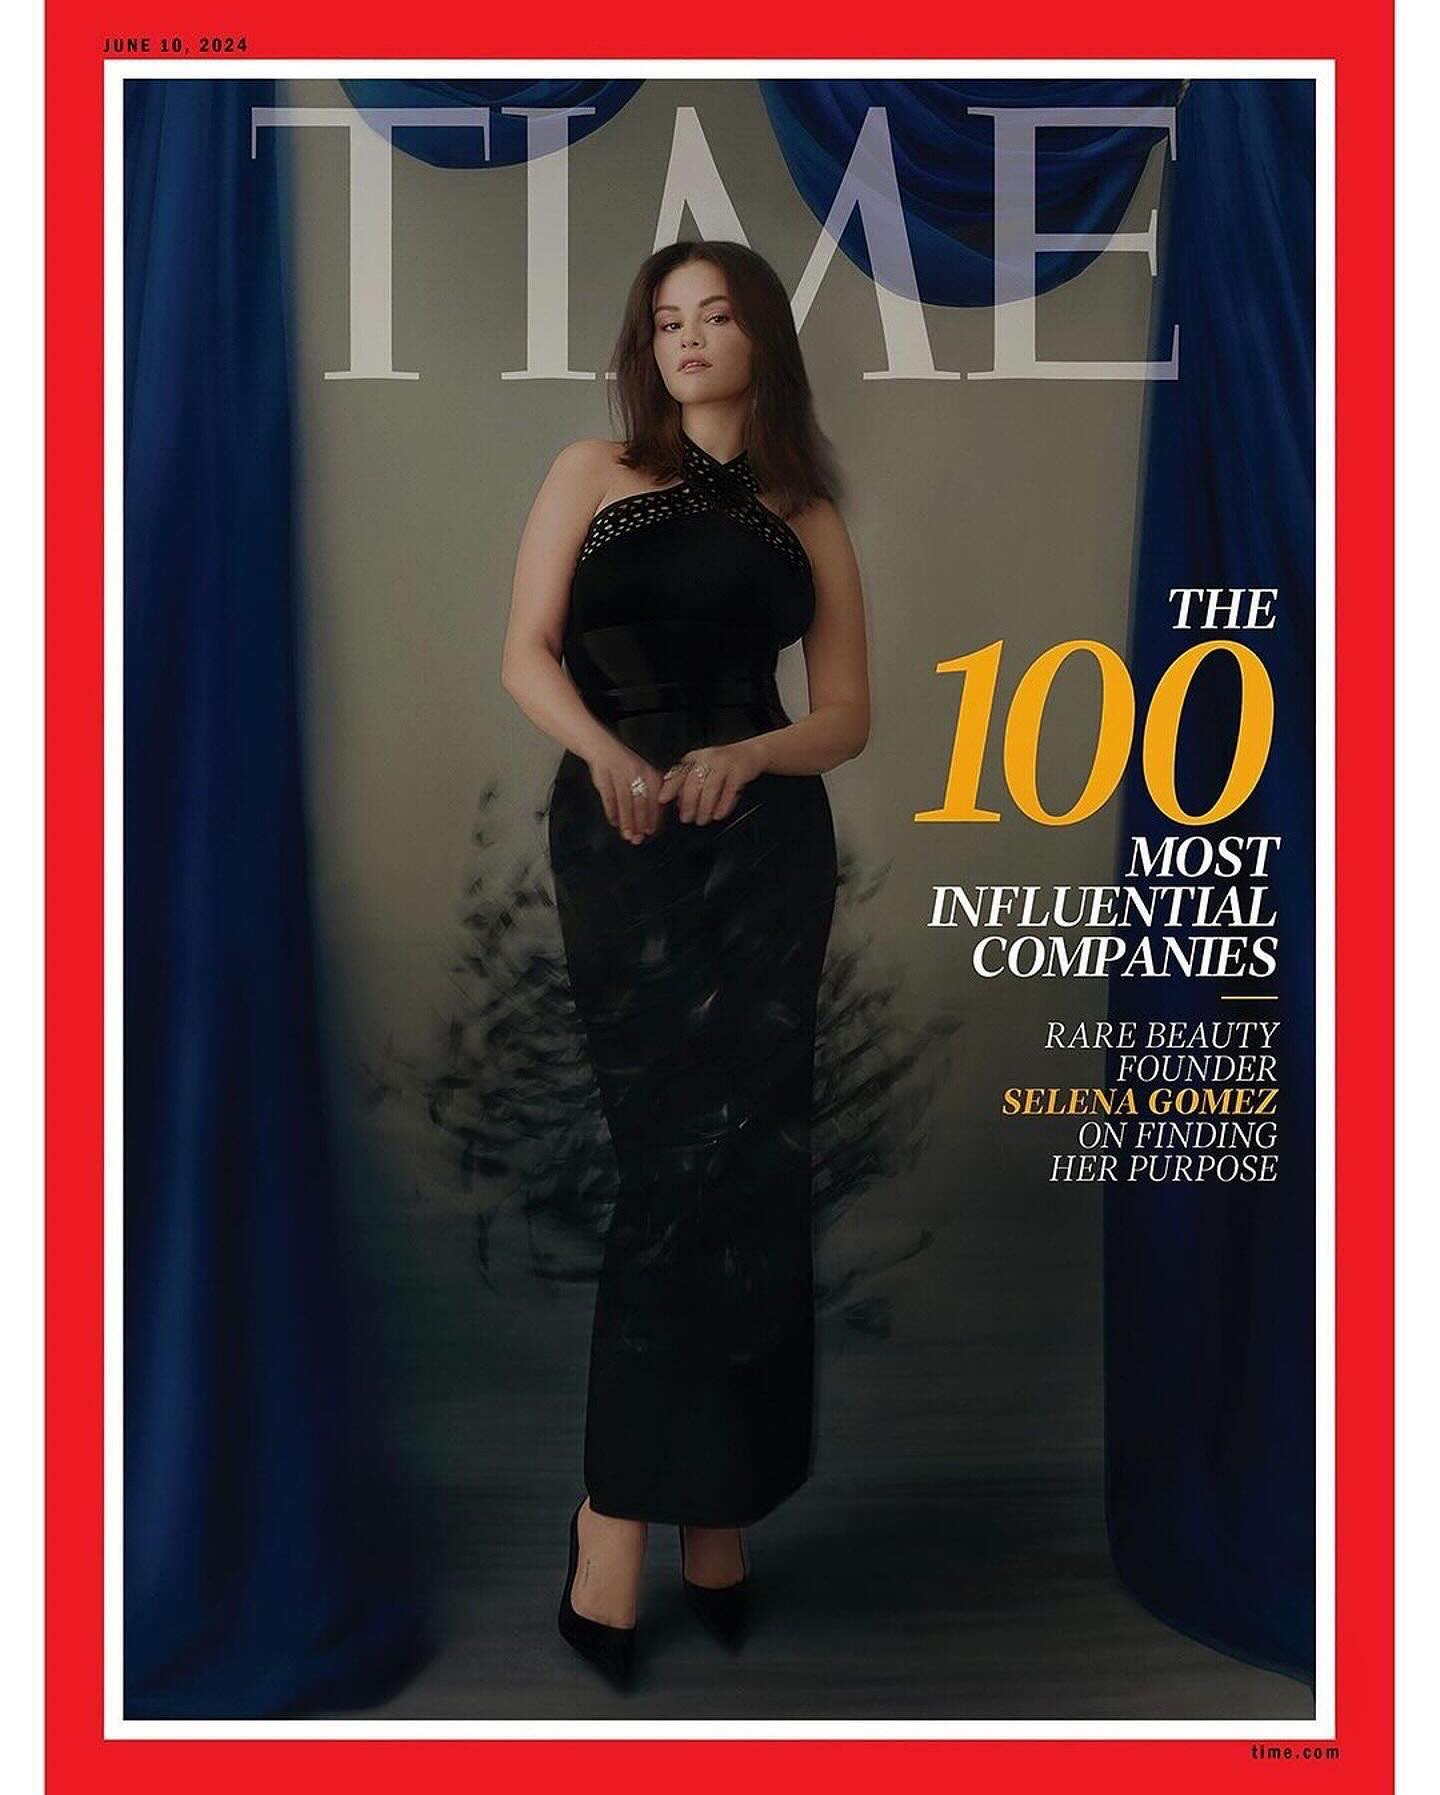 JUNE 10, 2024
TIME
THE
100
MOST
INFLUENTIAL
COMPANIES
RARE BEAUTY
FOUNDER
SELENA GOMEZ
ON FINDING
HER PURPOSE
time.com